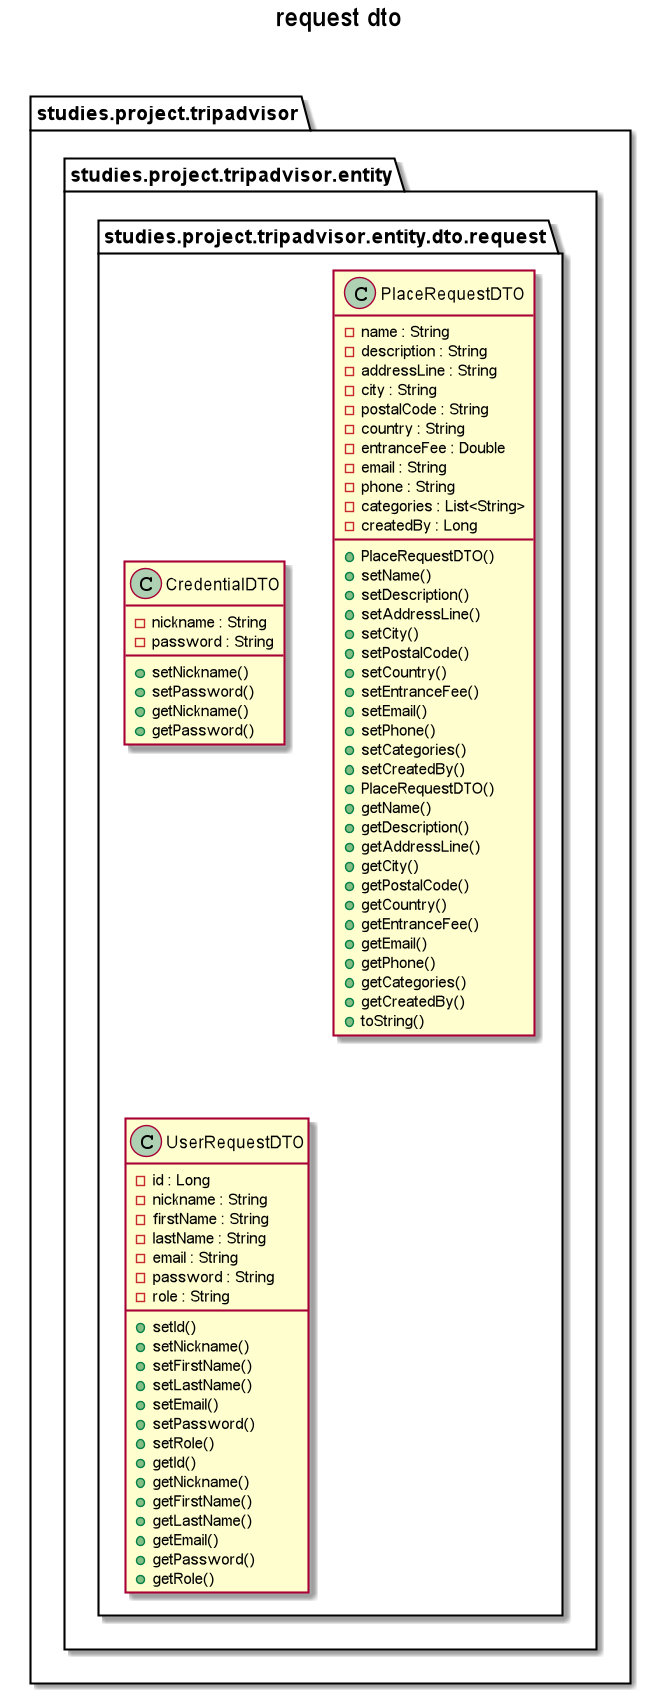 request dto
studies.project.tripadvisor
studies.project.tripadvisor.entity
studies.project.tripadvisor.entity.dto.request
C PlaceRequestDTO
name : String
description : String
addressLine : String
city : String
postalCode : String
country : String
entranceFee : Double
email : String
phone : String
categories : List<String>
createdBy : Long
PlaceRequestDTO()
setName()
setDescription()
setAddressLine()
setCity()
setPostalCode()
setCountry()
setEntranceFee()
setEmail()
setPhone()
setCategories()
setCreatedBy()
PlaceRequestDTO()
getName()
getDescription()
getAddressLine()
getCity()
getPostalCode()
getCountry()
getEntranceFee()
getEmail()
getPhone()
getCategories()
getCreatedBy()
toString()
C CredentialDTO
nickname : String
password : String
setNickname()
setPassword()
getNickname()
getPassword()
C UserRequestDTO
id : Long
nickname : String
firstName : String
lastName : String
email : String
password : String
role : String
setId()
setNickname()
setFirstName()
setLastName()
setEmail()
setPassword()
setRole()
getId()
getNickname()
getFirstName()
getLastName()
getEmail()
getPassword()
getRole()